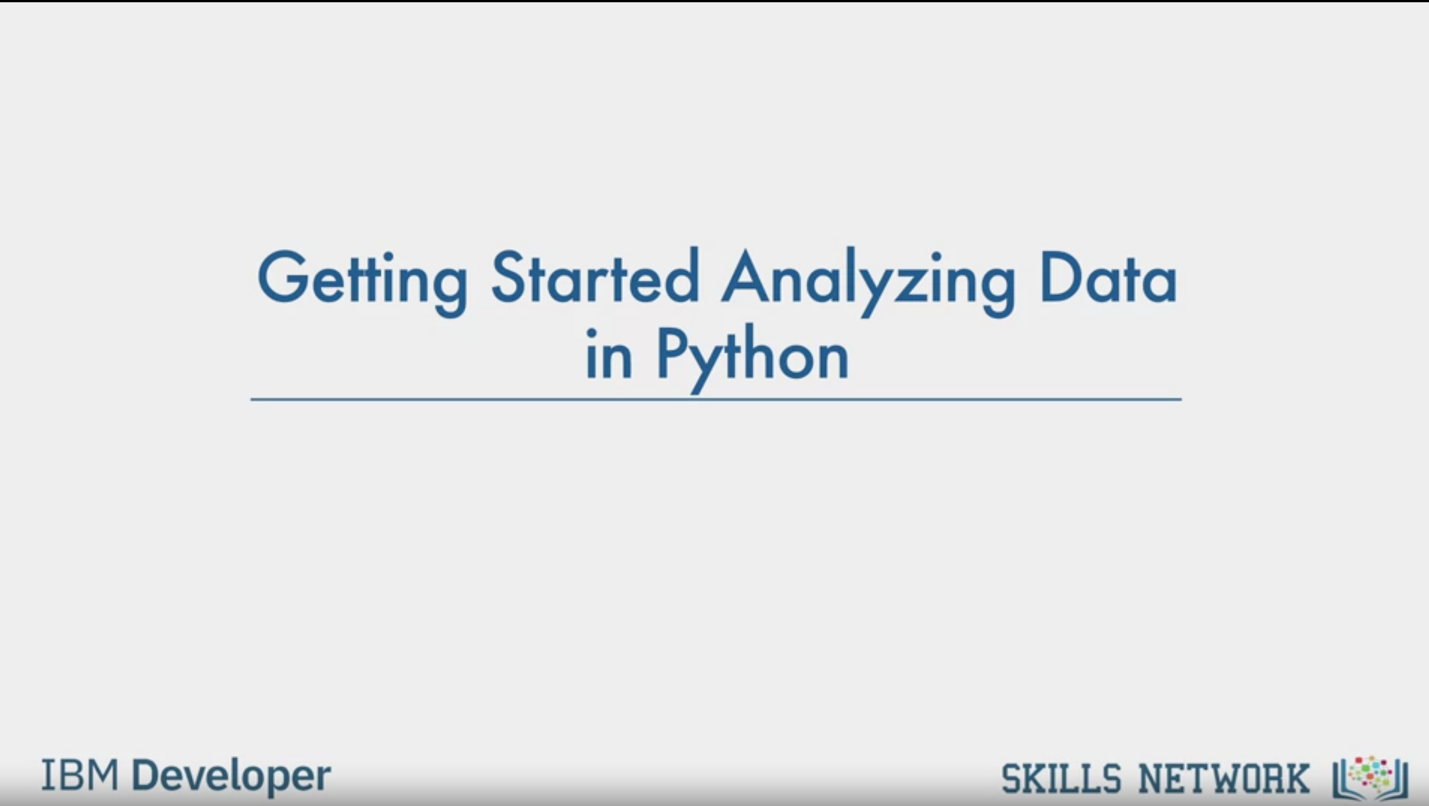 Getting Started Analyzing Data
in Python
IBM Developer
SKILLS NETWORK